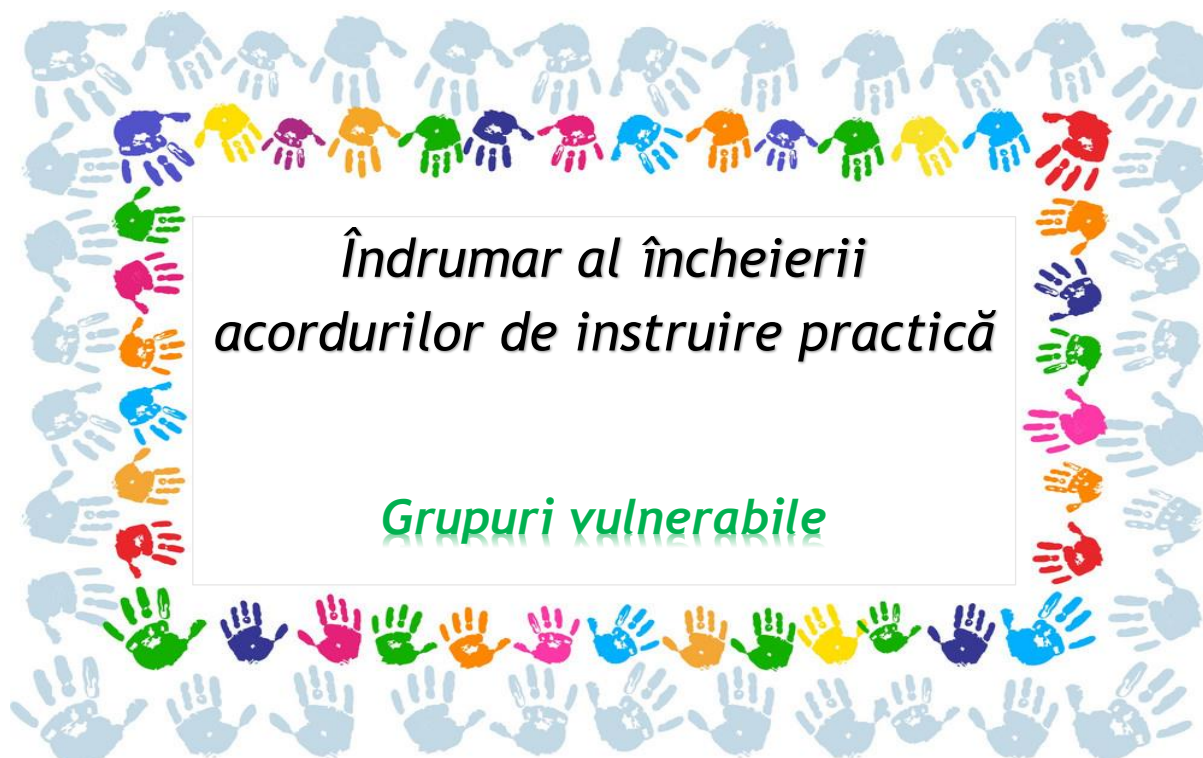 Îndrumar al încheierii
acordurilor de instruire practică
Grupuri vulnerabile